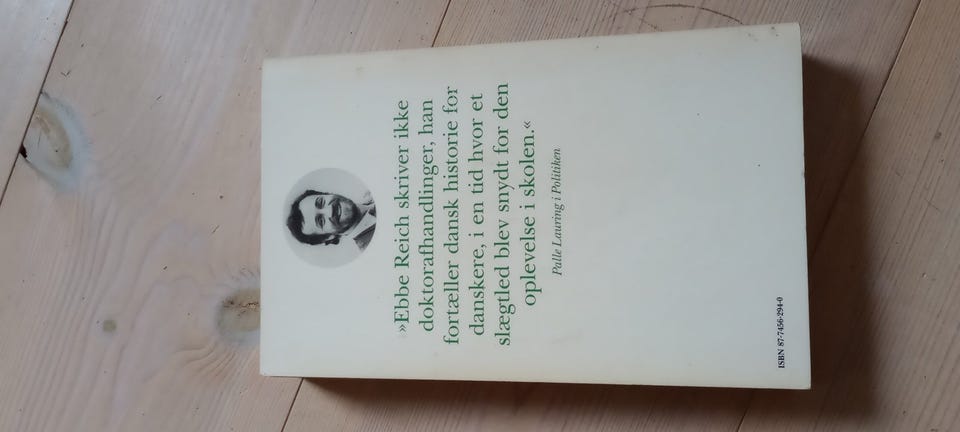 »Ebbe Reich skriver ikke
doktorafhandlinger, han
fortæller dansk historie for
danskere, i en tid hvor et
slægtled blev snydt for den
oplevelse i skolen.«
Palle Lauring i Politiken
ISBN 87-7456-294-0